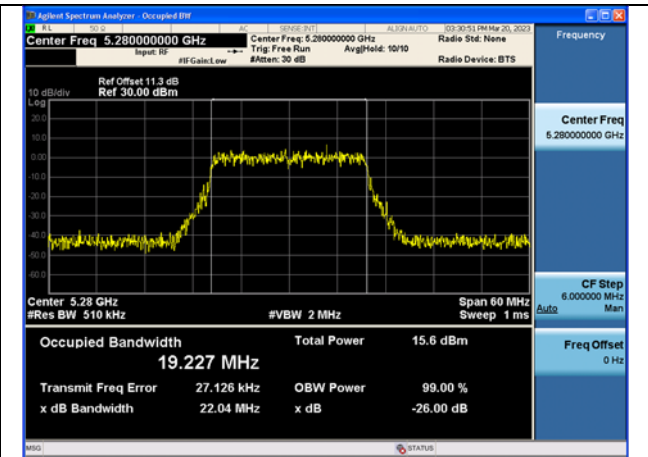 Agilent Spectrum Analyzer - Occupied BW
RL 50 Ω AC SENSE:INT ALIGN AUTO 03:30:51 PM Mar 20, 2023
Center Freq 5.280000000 GHz
Input: RF
#IFGain:Low
Center Freq: 5.280000000 GHz
Trig: Free Run Avg|Hold: 10/10
#Atten: 30 dB
Radio Std: None
Radio Device: BTS
Ref Offset 11.3 dB
10 dB/div Ref 30.00 dBm
Log
20.0
10.0
0.00
-10.0
-20.0
-30.0
-40.0
-50.0
-60.0
Center 5.28 GHz Span 60 MHz
#Res BW 510 kHz #VBW 2 MHz Sweep 1 ms
Occupied Bandwidth Total Power 15.6 dBm
19.227 MHz
Transmit Freq Error 27.126 kHz OBW Power 99.00 %
x dB Bandwidth 22.04 MHz x dB -26.00 dB
MSG STATUS
Frequency
Center Freq
5.280000000 GHz
CF Step
6.000000 MHz
Auto Man
Freq Offset
0 Hz